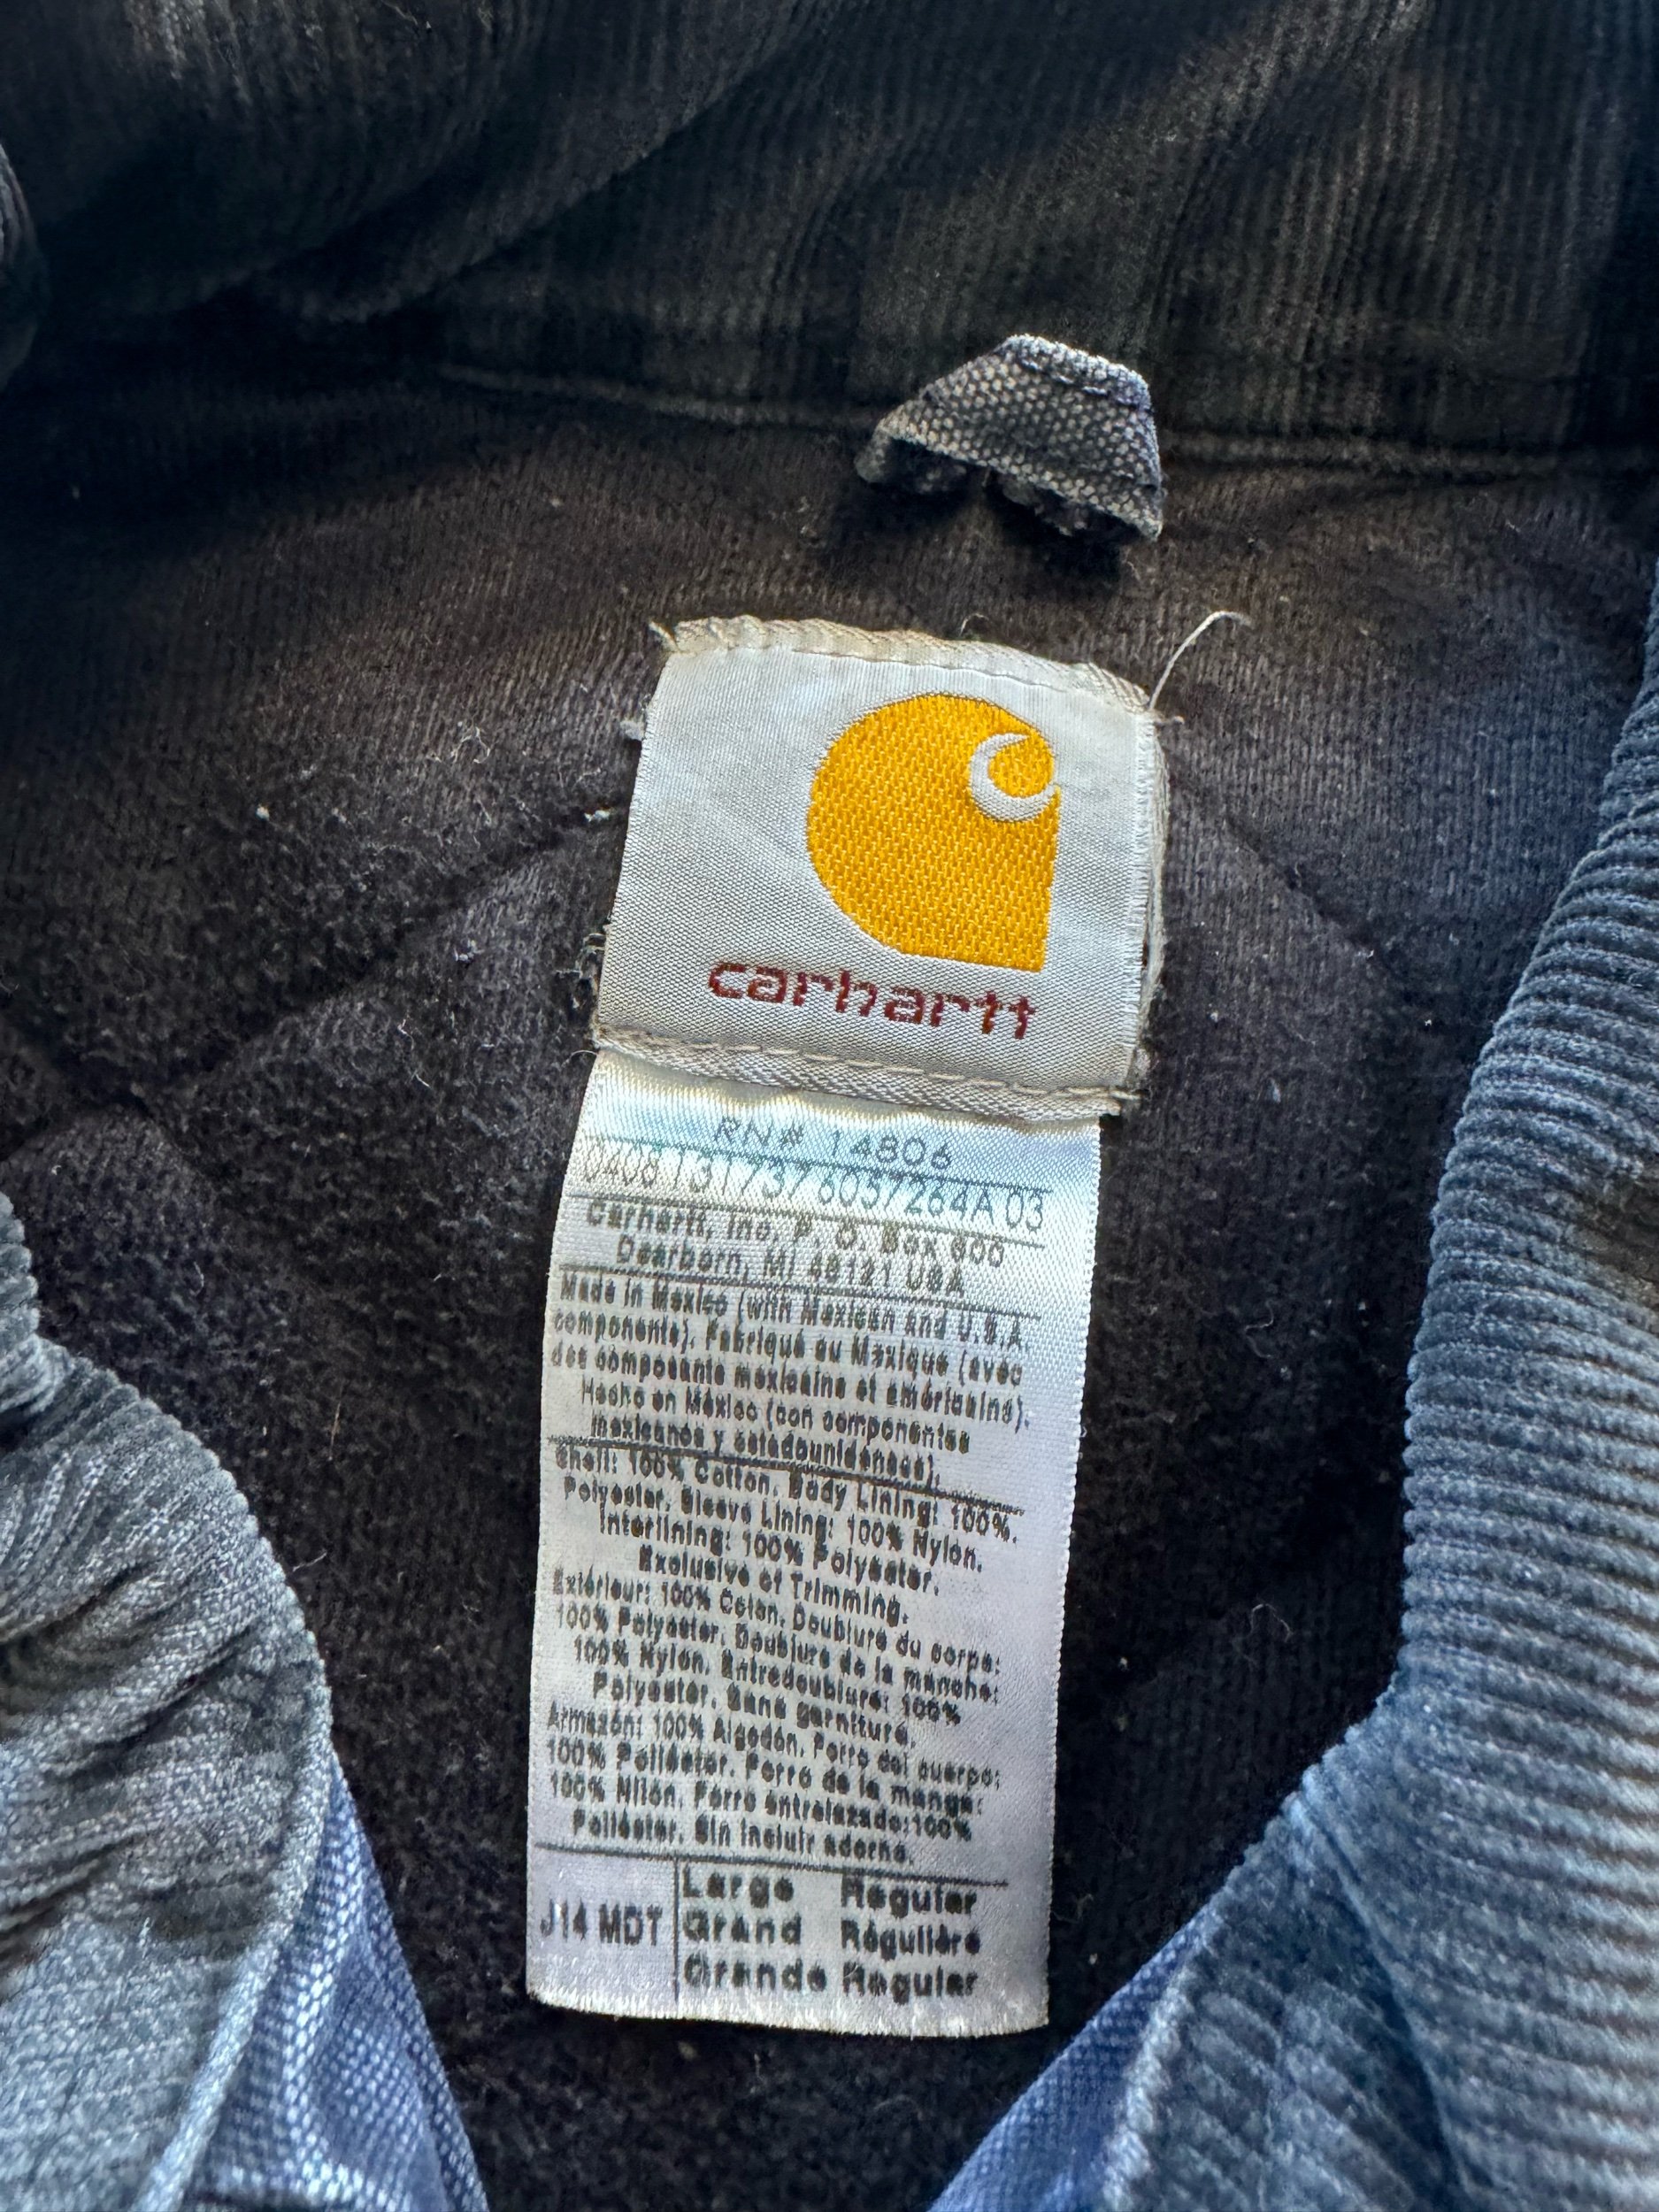 carhartt
RN# 14806
04081317376057264A 03
Carhartt, Inc. P. O. Box 600
Dearborn, MI 48121 USA
Made in Mexico (with Mexican and U.S.A.
components). Fabriqué au Mexique (avec
des composants mexicains et américains).
Hecho en México (con componentes
mexicanos y estadounidenses).
Shell: 100% Cotton. Body Lining: 100%
Polyester. Sleeve Lining: 100% Nylon.
Interlining: 100% Polyester.
Exclusive of Trimming.
Extérieur: 100% Coton. Doublure du corps:
100% Polyester. Doublure de la manche:
100% Nylon. Entredoublure: 100%
Polyester. Sans garniture.
Armazón: 100% Algodón. Forro del cuerpo:
100% Poliéster. Forro de la manga:
100% Nilon. Forro entrelazado:100%
Poliéster. Sin incluir adorno.
J14 MDT
Large Regular
Grand Régulière
Grande Regular